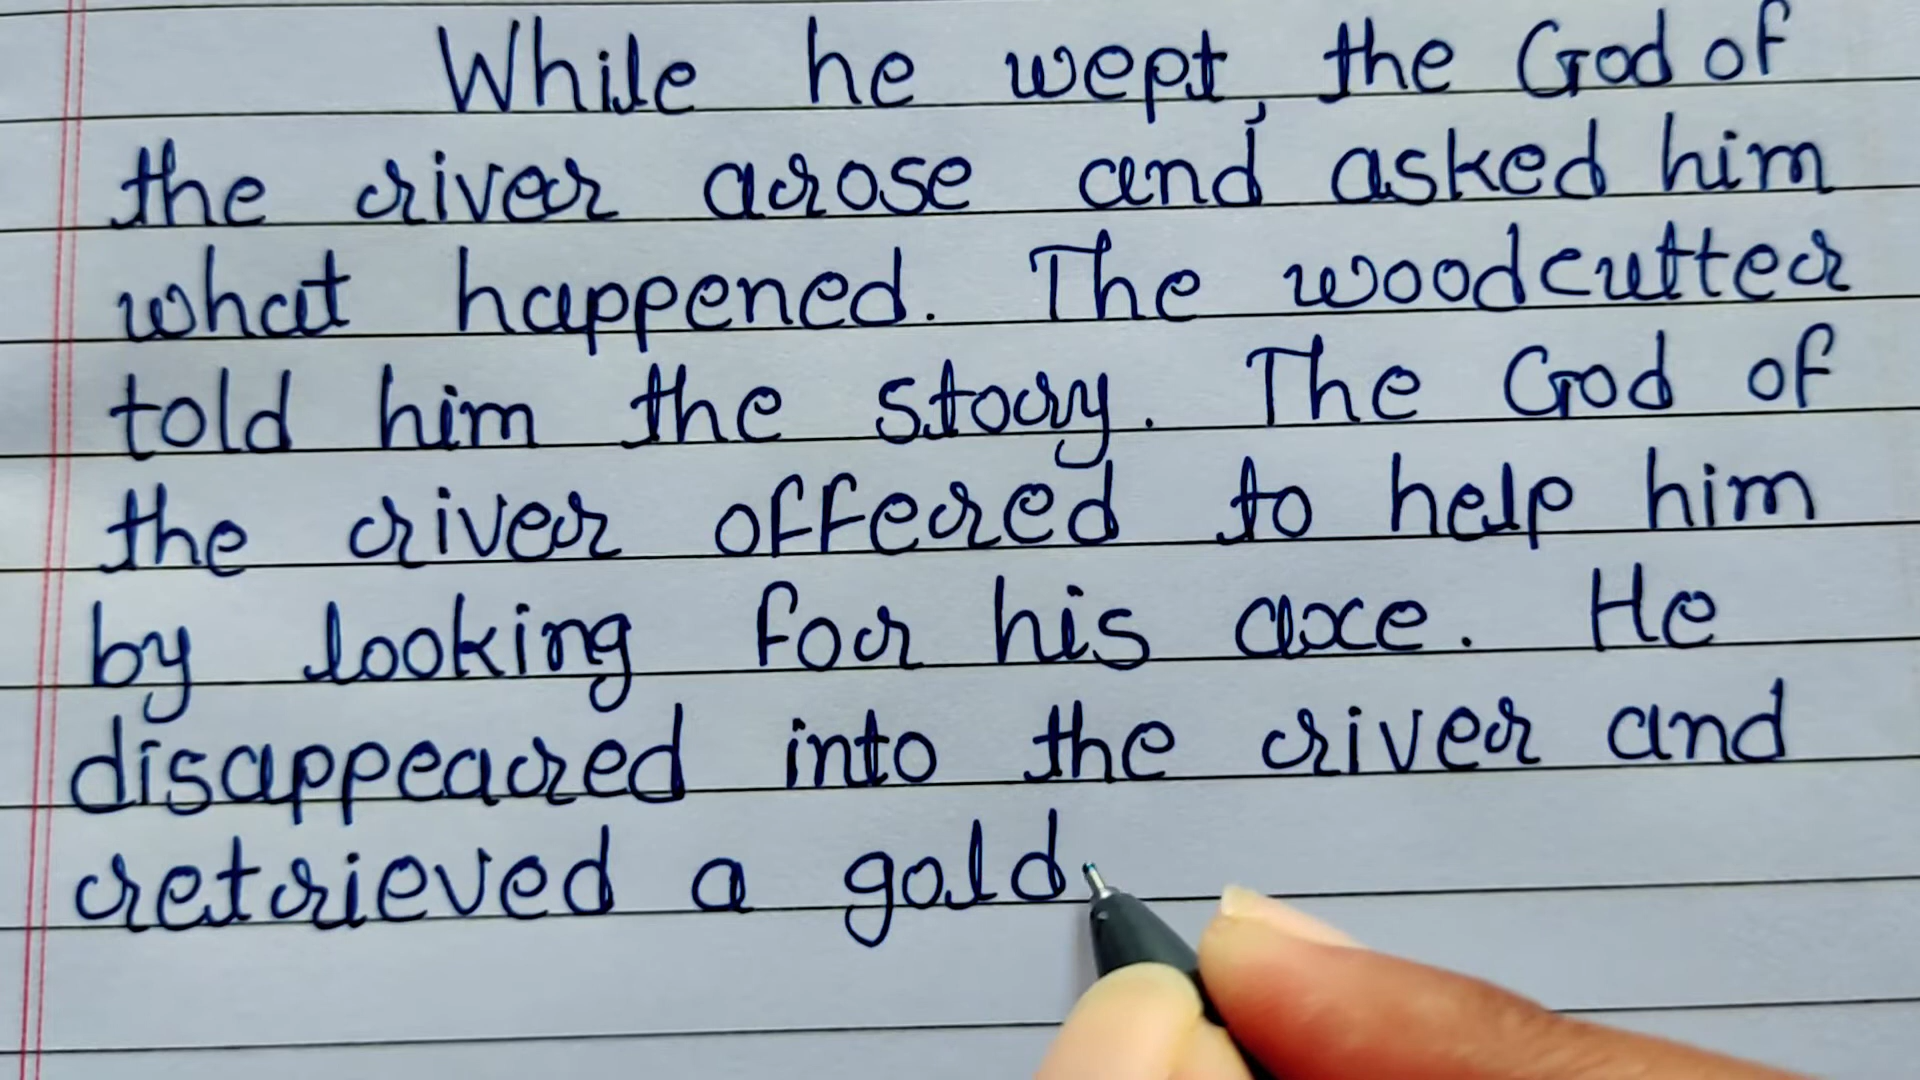 While he wept, the God of
the river arose and asked him
what happened. The woodcutter
told him the story. The God of
the river offered to help him
by looking for his axe. He
disappeared into the river and
retrieved a gold